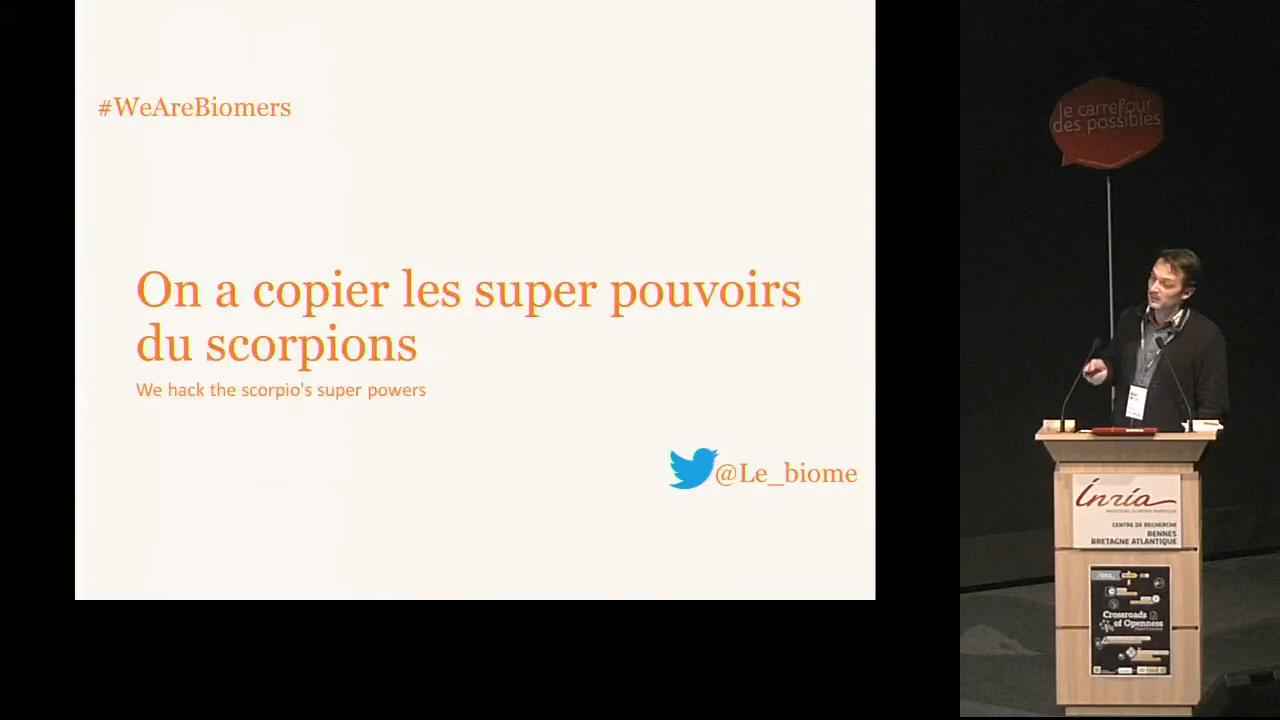 #WeAreBiomers
On a copier les super pouvoirs
du scorpions
We hack the scorpio's super powers
@Le_biome
le carrefour
des possibles
Inria
CENTRE DE RECHERCHE
RENNES
BRETAGNE ATLANTIQUE
Crossroads
of Openness